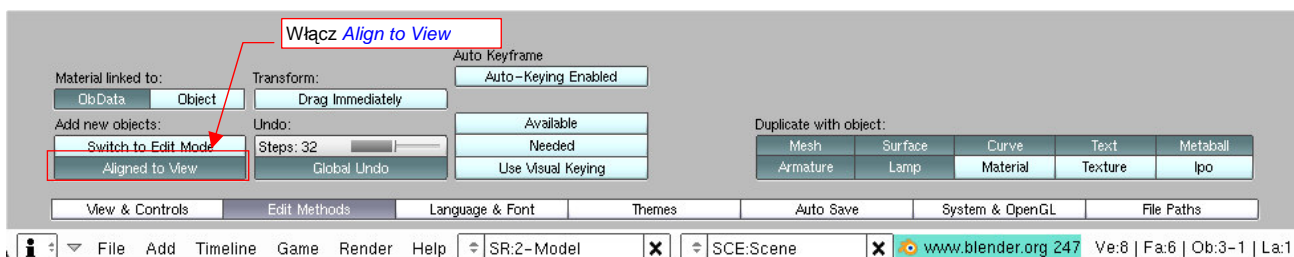 Włącz Align to View
Auto Keyframe
Material linked to: Transform: Auto-Keying Enabled
ObData Object Drag Immediately
Add new objects: Undo: Available Duplicate with object:
Switch to Edit Mode Steps: 32 Needed Mesh Surface Curve Text Metaball
Aligned to View Global Undo Use Visual Keying Armature Lamp Material Texture Ipo
View & Controls Edit Methods Language & Font Themes Auto Save System & OpenGL File Paths
File Add Timeline Game Render Help SR:2-Model SCE:Scene www.blender.org 247 Ve:8 | Fa:6 | Ob:3-1 | La:1